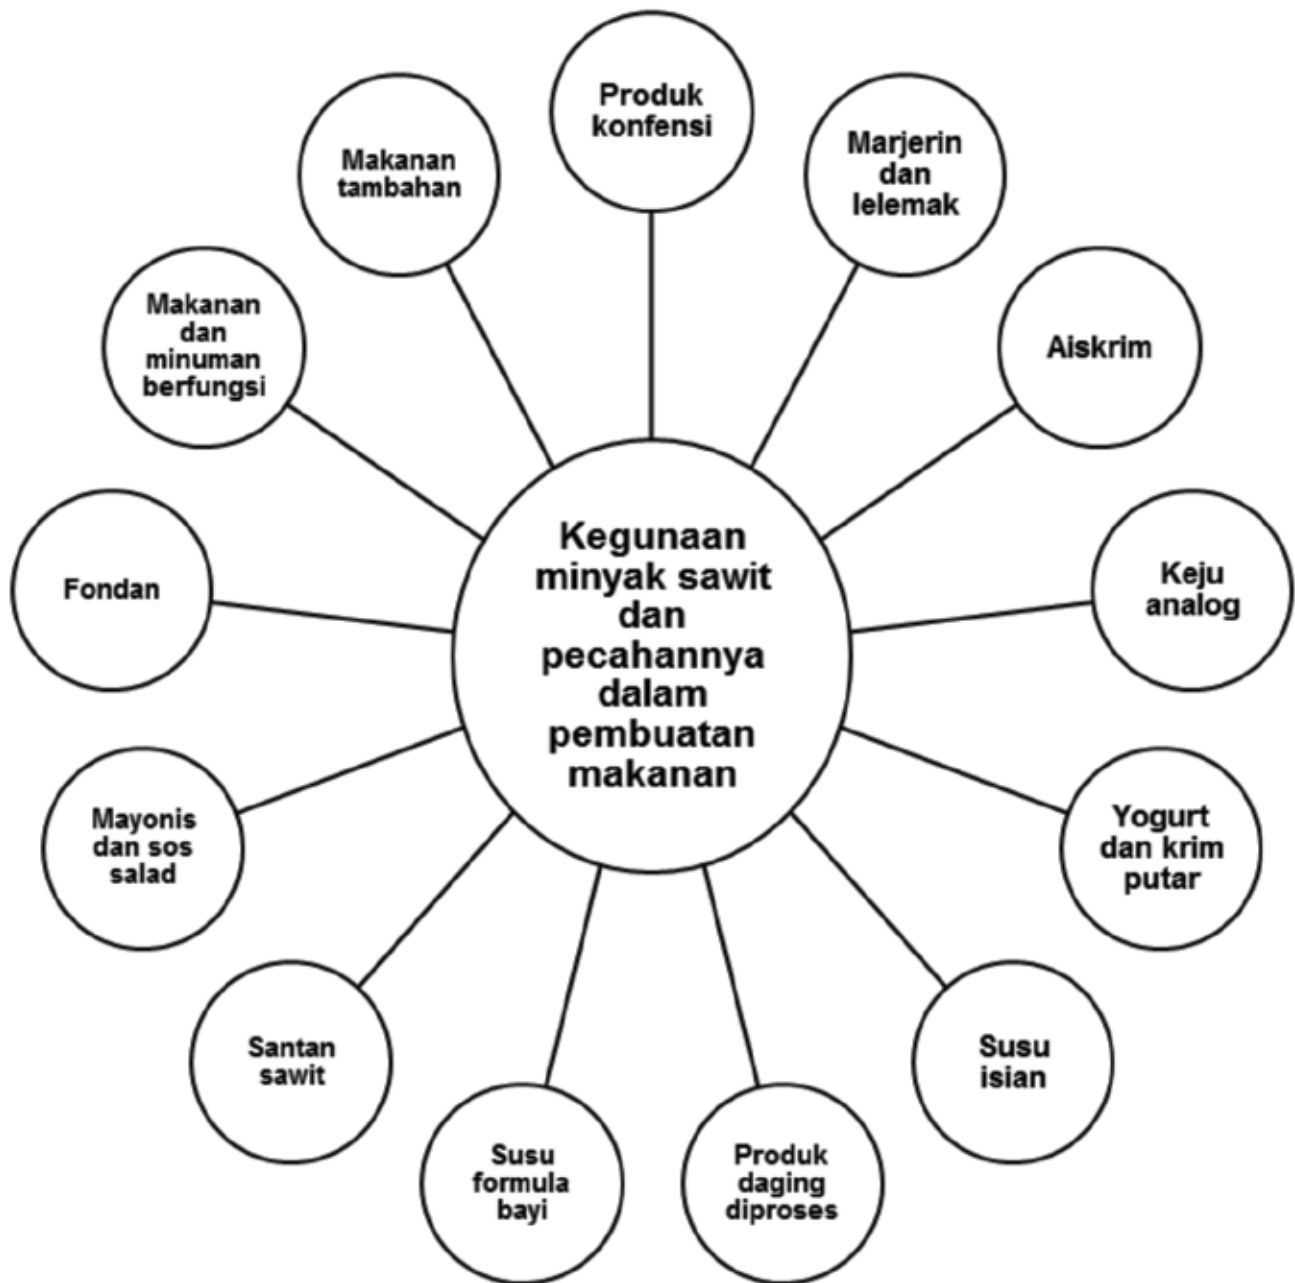 Produk
konfensi
Marjerin
dan
lelemak
Aiskrim
Keju
analog
Yogurt
dan krim
putar
Susu
isian
Produk
daging
diproses
Susu
formula
bayi
Santan
sawit
Mayonis
dan sos
salad
Fondan
Makanan
dan
minuman
berfungsi
Makanan
tambahan
Kegunaan
minyak sawit
dan
pecahannya
dalam
pembuatan
makanan